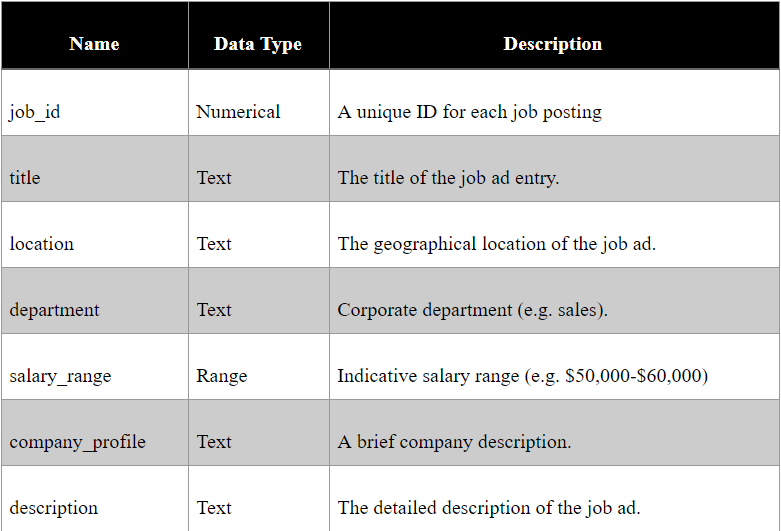 Name Data Type Description
job_id Numerical A unique ID for each job posting
title Text The title of the job ad entry.
location Text The geographical location of the job ad.
department Text Corporate department (e.g. sales).
salary_range Range Indicative salary range (e.g. $50,000-$60,000)
company_profile Text A brief company description.
description Text The detailed description of the job ad.